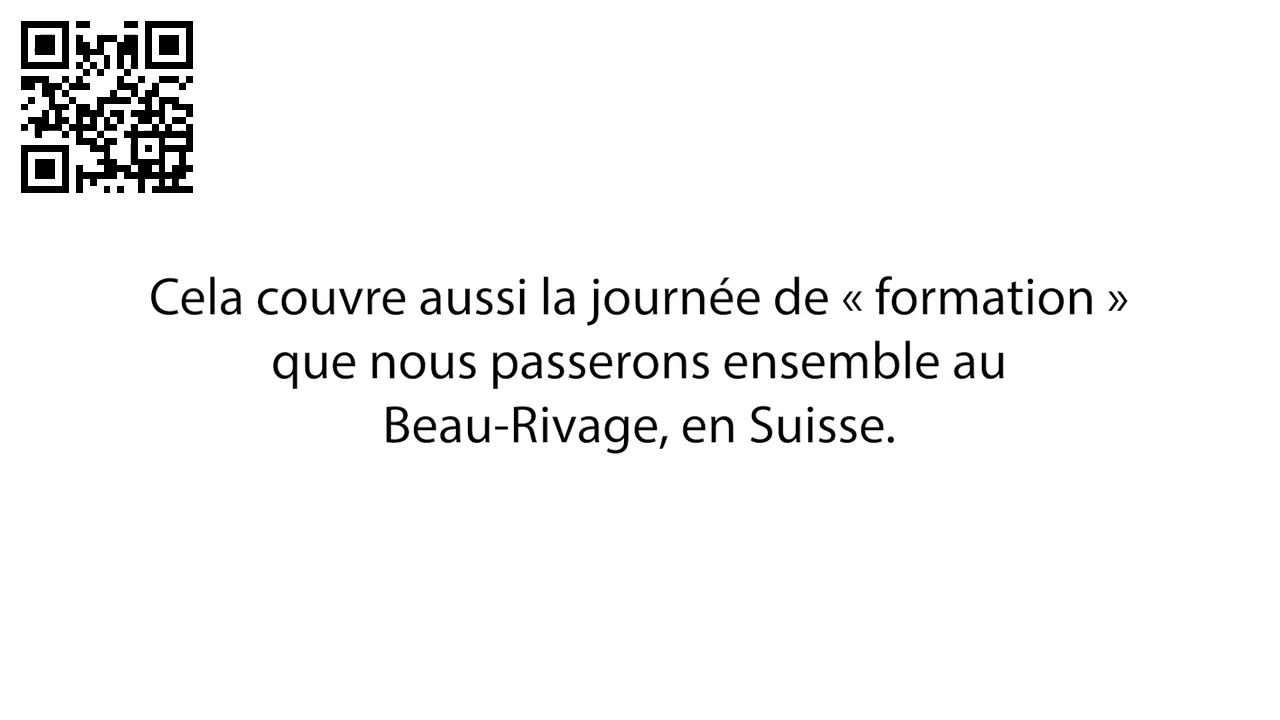 Cela couvre aussi la journée de « formation »
que nous passerons ensemble au
Beau-Rivage, en Suisse.